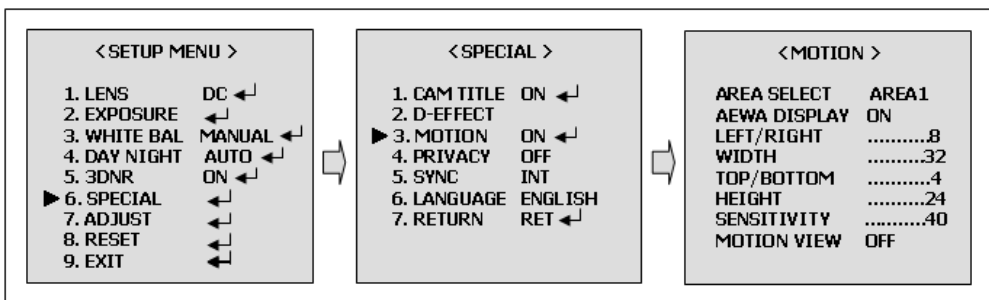 < SETUP MENU >
1. LENS DC ↵
2. EXPOSURE ↵
3. WHITE BAL MANUAL ↵
4. DAY NIGHT AUTO ↵
5. 3DNR ON ↵
▶ 6. SPECIAL ↵
7. ADJUST ↵
8. RESET ↵
9. EXIT ↵
< SPECIAL >
1. CAM TITLE ON ↵
2. D-EFFECT
▶ 3. MOTION ON ↵
4. PRIVACY OFF
5. SYNC INT
6. LANGUAGE ENGLISH
7. RETURN RET ↵
< MOTION >
AREA SELECT AREA1
AEWA DISPLAY ON
LEFT/RIGHT ..........8
WIDTH ..........32
TOP/BOTTOM ..........4
HEIGHT ..........24
SENSITIVITY ..........40
MOTION VIEW OFF